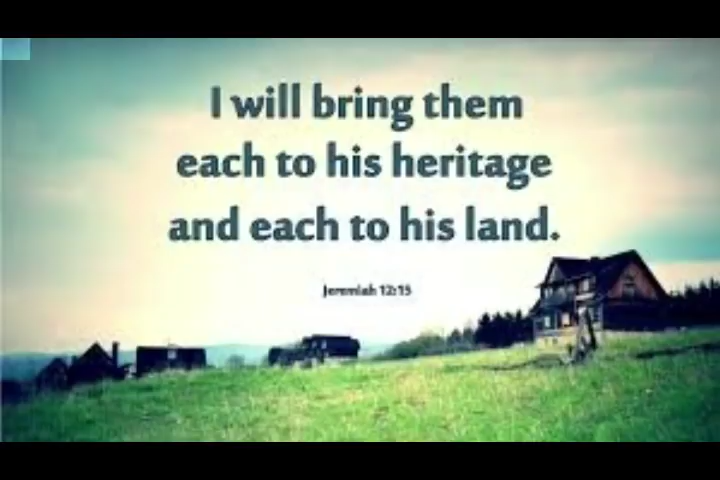 I will bring them
each to his heritage
and each to his land.
Jeremiah 12:15